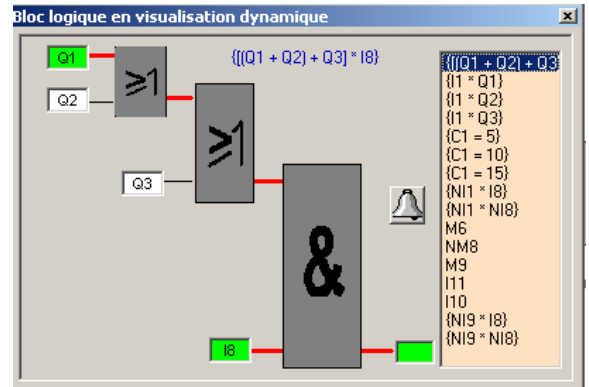 Bloc logique en visualisation dynamique
Q1
≥1
{[(Q1 + Q2) + Q3] * I8}
Q2
≥1
Q3
&
I8
{[(Q1 + Q2) + Q3
{I1 * Q1}
{I1 * Q2}
{I1 * Q3}
{C1 = 5}
{C1 = 10}
{C1 = 15}
{NI1 * I8}
{NI1 * NI8}
M6
NM8
M9
I11
I10
{NI9 * I8}
{NI9 * NI8}